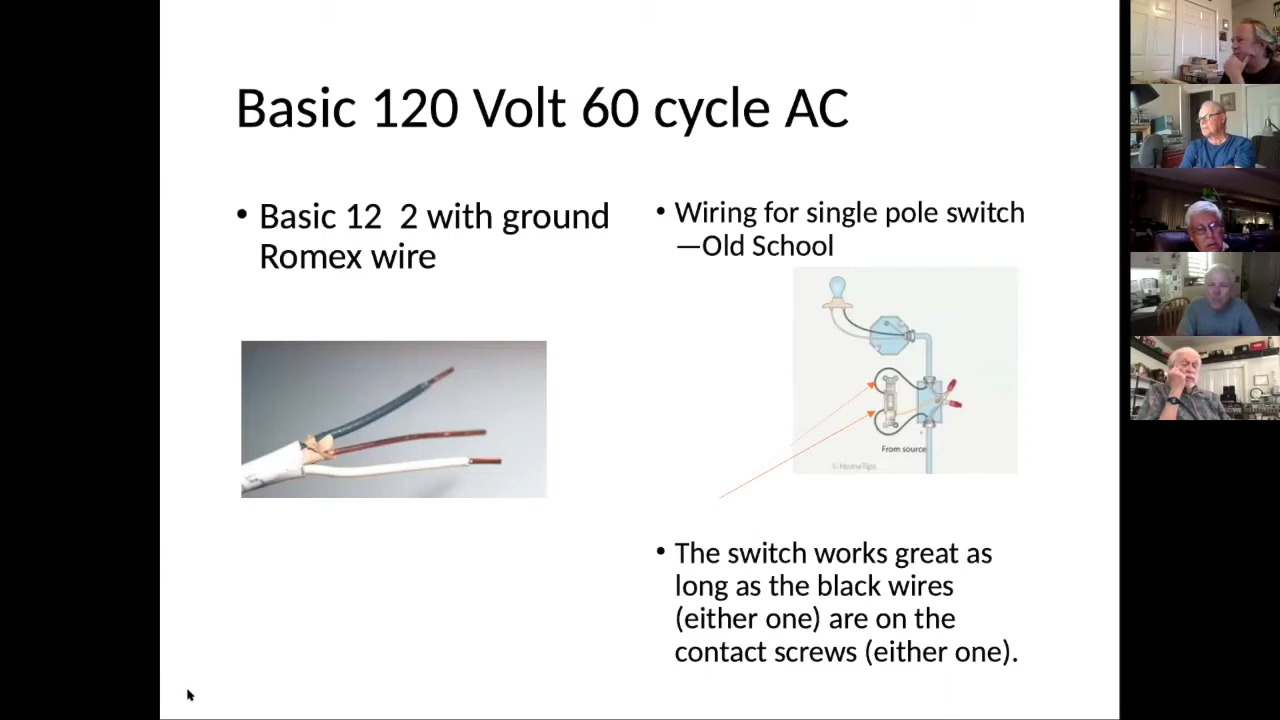 Basic 120 Volt 60 cycle AC
• Basic 12  2 with ground
Romex wire
• Wiring for single pole switch
—Old School
From source
© HomeTips
• The switch works great as
long as the black wires
(either one) are on the
contact screws (either one).